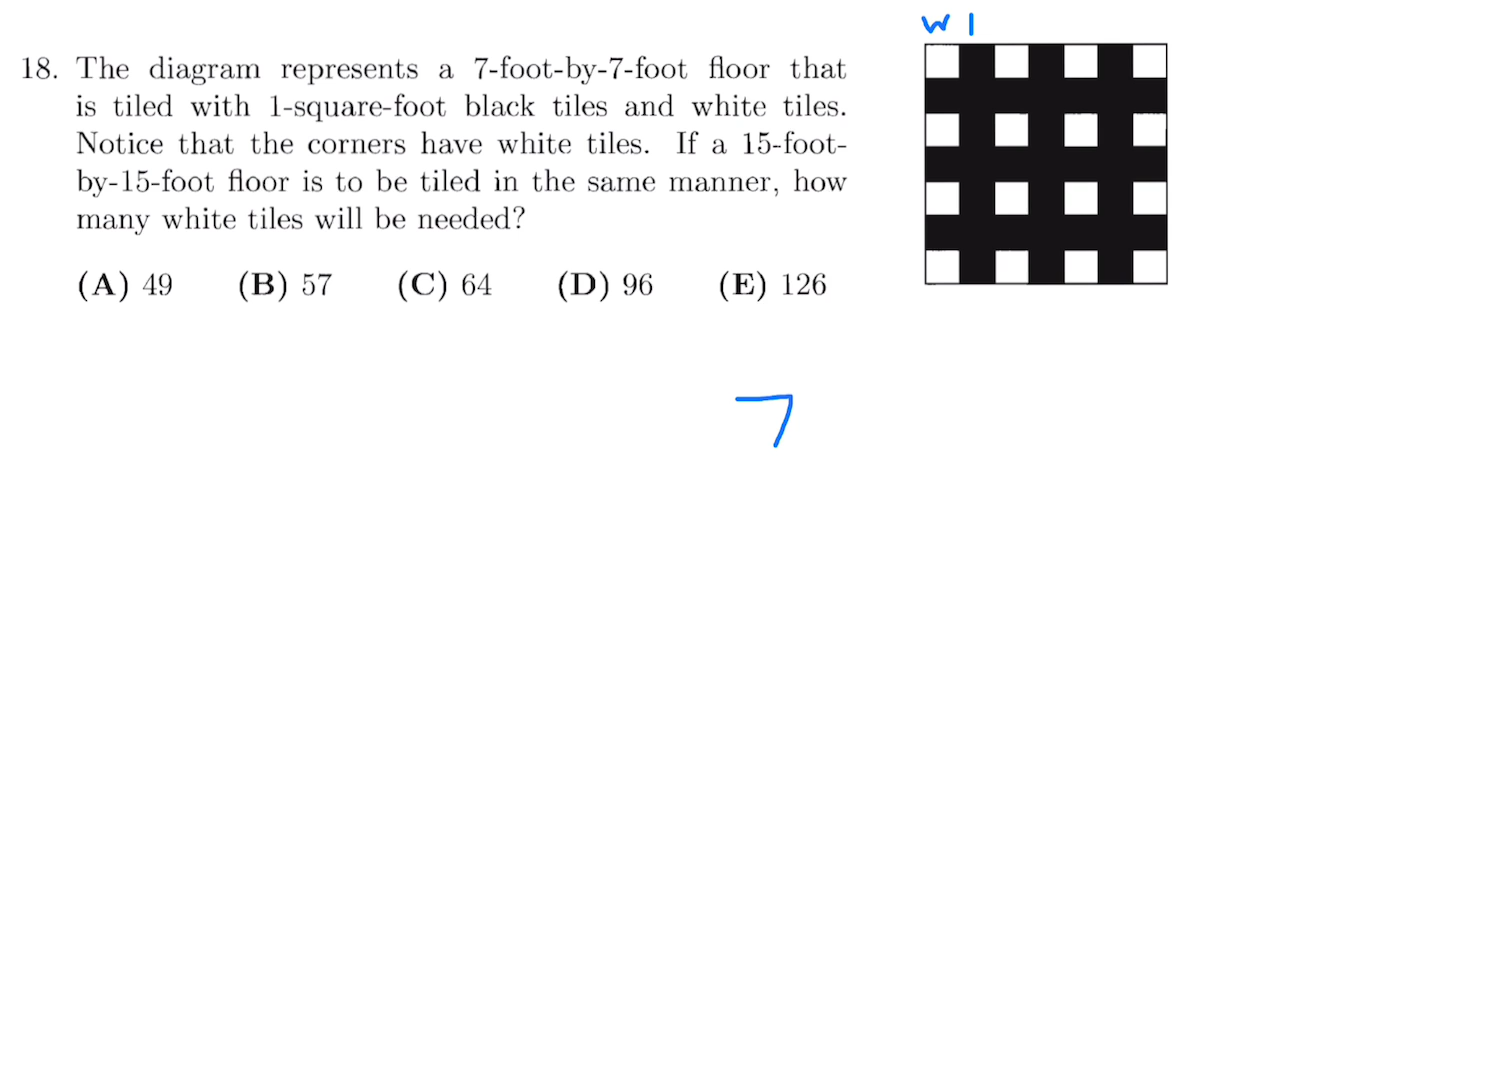 W 1
18. The diagram represents a 7-foot-by-7-foot floor that
is tiled with 1-square-foot black tiles and white tiles.
Notice that the corners have white tiles. If a 15-foot-
by-15-foot floor is to be tiled in the same manner, how
many white tiles will be needed?
(A) 49 (B) 57 (C) 64 (D) 96 (E) 126
7